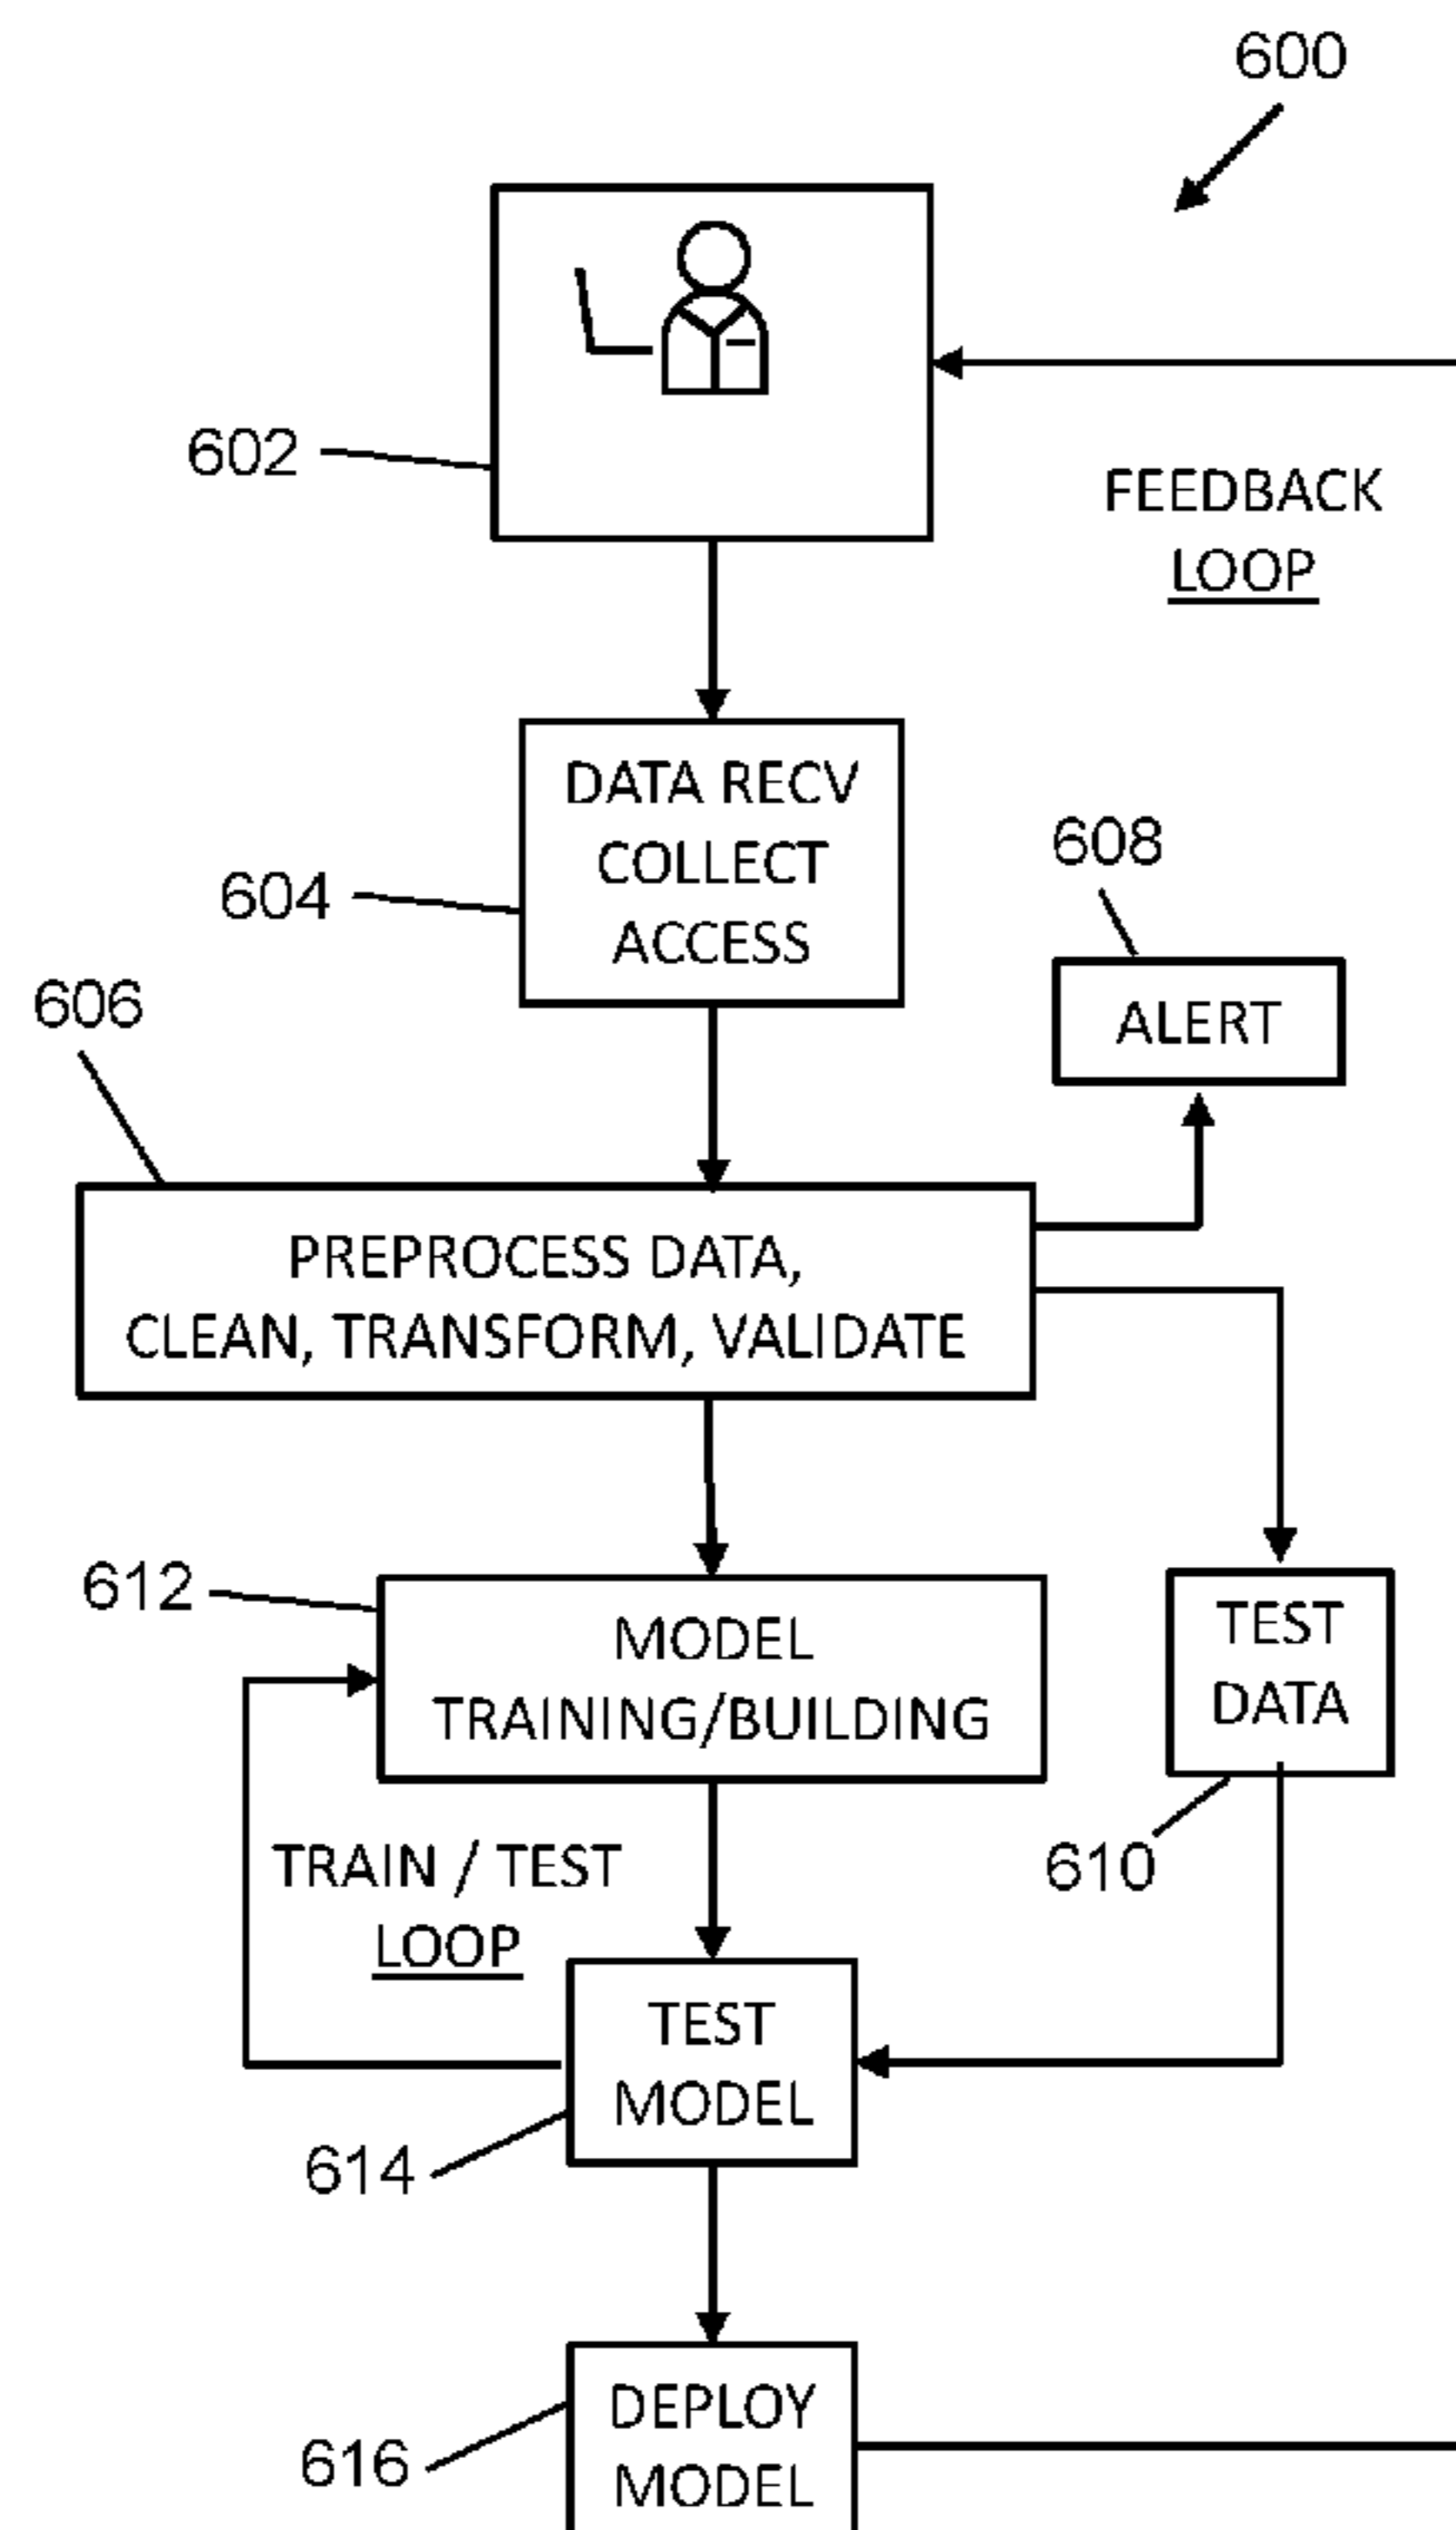 600
602
FEEDBACK
LOOP
DATA RECV
COLLECT
ACCESS
604
608
ALERT
606
PREPROCESS DATA,
CLEAN, TRANSFORM, VALIDATE
612
MODEL
TRAINING/BUILDING
TEST
DATA
610
TRAIN / TEST
LOOP
TEST
MODEL
614
DEPLOY
MODEL
616